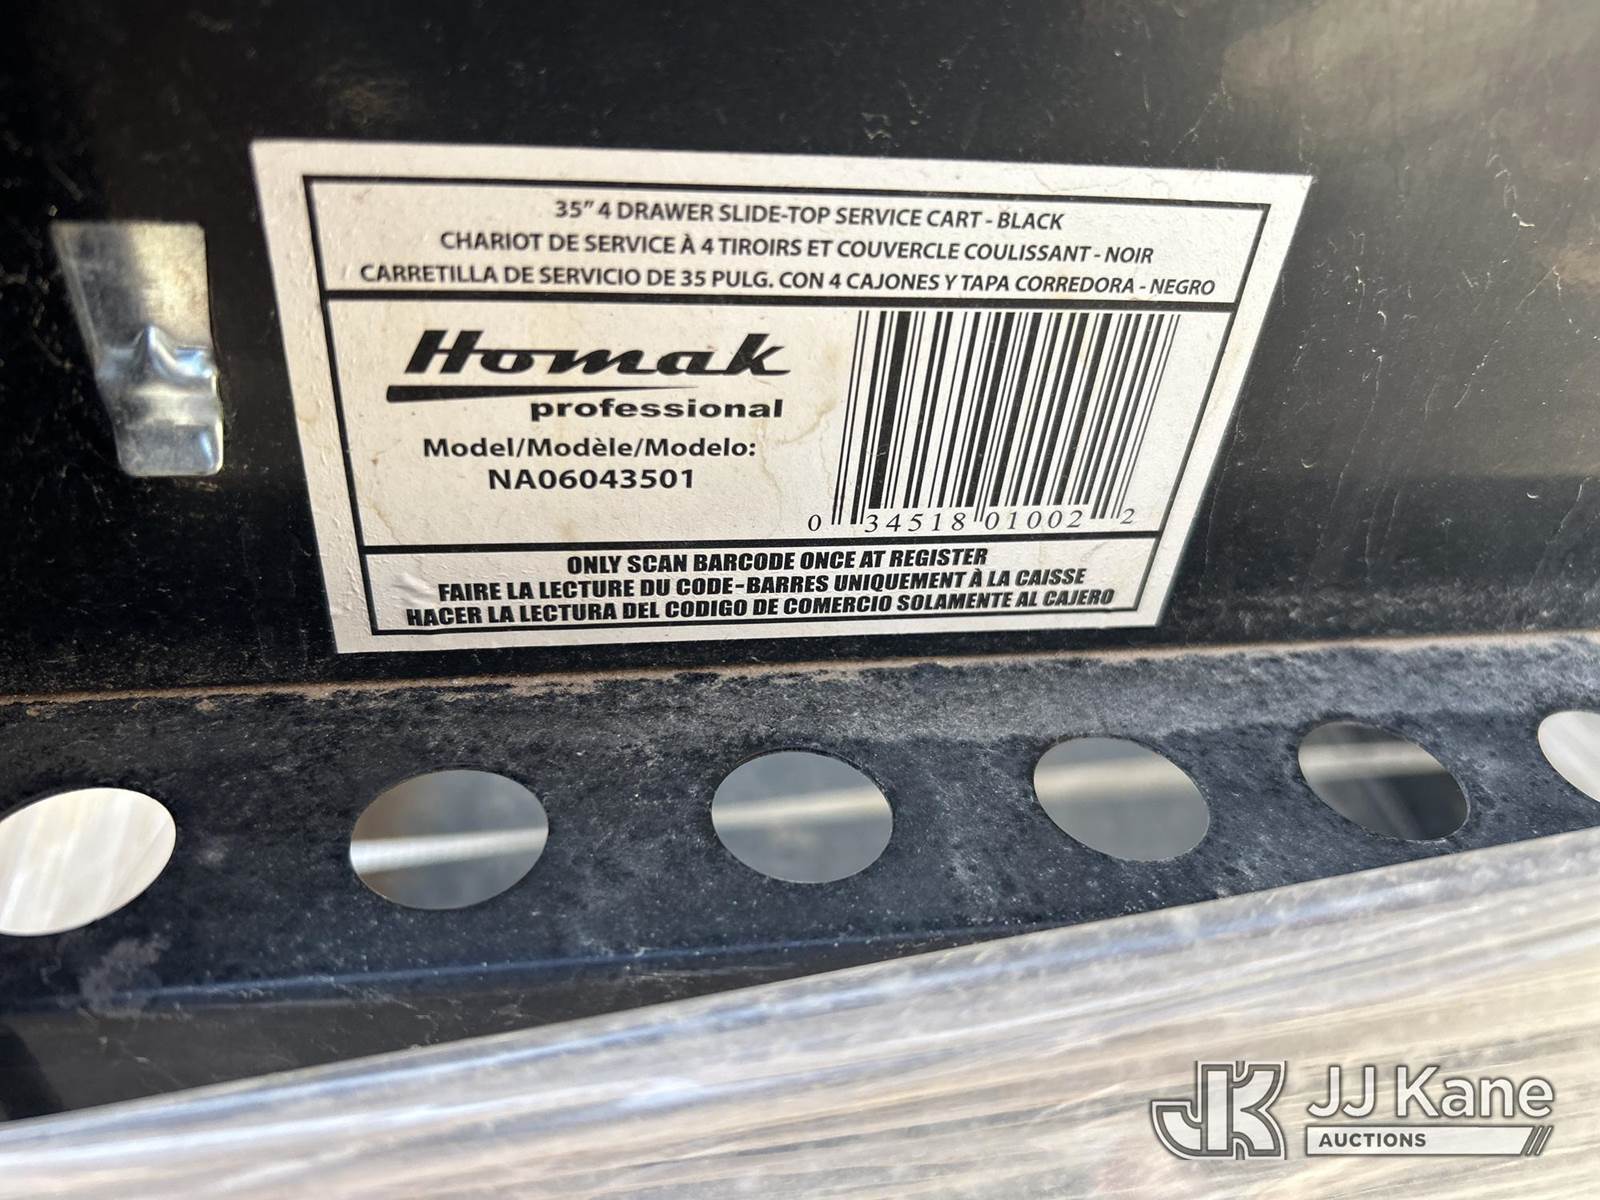 35" 4 DRAWER SLIDE-TOP SERVICE CART - BLACK
CHARIOT DE SERVICE À 4 TIROIRS ET COUVERCLE COULISSANT - NOIR
CARRETILLA DE SERVICIO DE 35 PULG. CON 4 CAJONES Y TAPA CORREDORA - NEGRO
Homak
professional
Model/Modèle/Modelo:
NA06043501
0 34518 01002 2
ONLY SCAN BARCODE ONCE AT REGISTER
FAIRE LA LECTURE DU CODE-BARRES UNIQUEMENT À LA CAISSE
HACER LA LECTURA DEL CODIGO DE COMERCIO SOLAMENTE AL CAJERO
JK JJ Kane
AUCTIONS